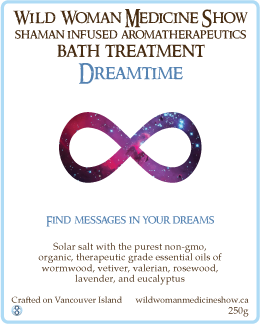 Wild Woman Medicine Show
shaman infused aromatherapeutics
bath treatment
Dreamtime
Find messages in your dreams
Solar salt with the purest non-gmo,
organic, therapeutic grade essential oils of
wormwood, vetiver, valerian, rosewood,
lavender, and eucalyptus
Crafted on Vancouver Island wildwomanmedicineshow.ca
250g